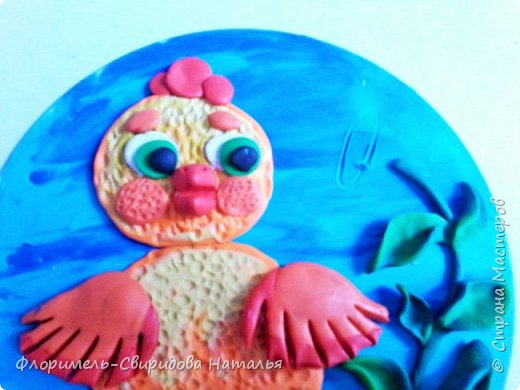 © Страна Мастеров
Флоримель-Свиридова Наталья